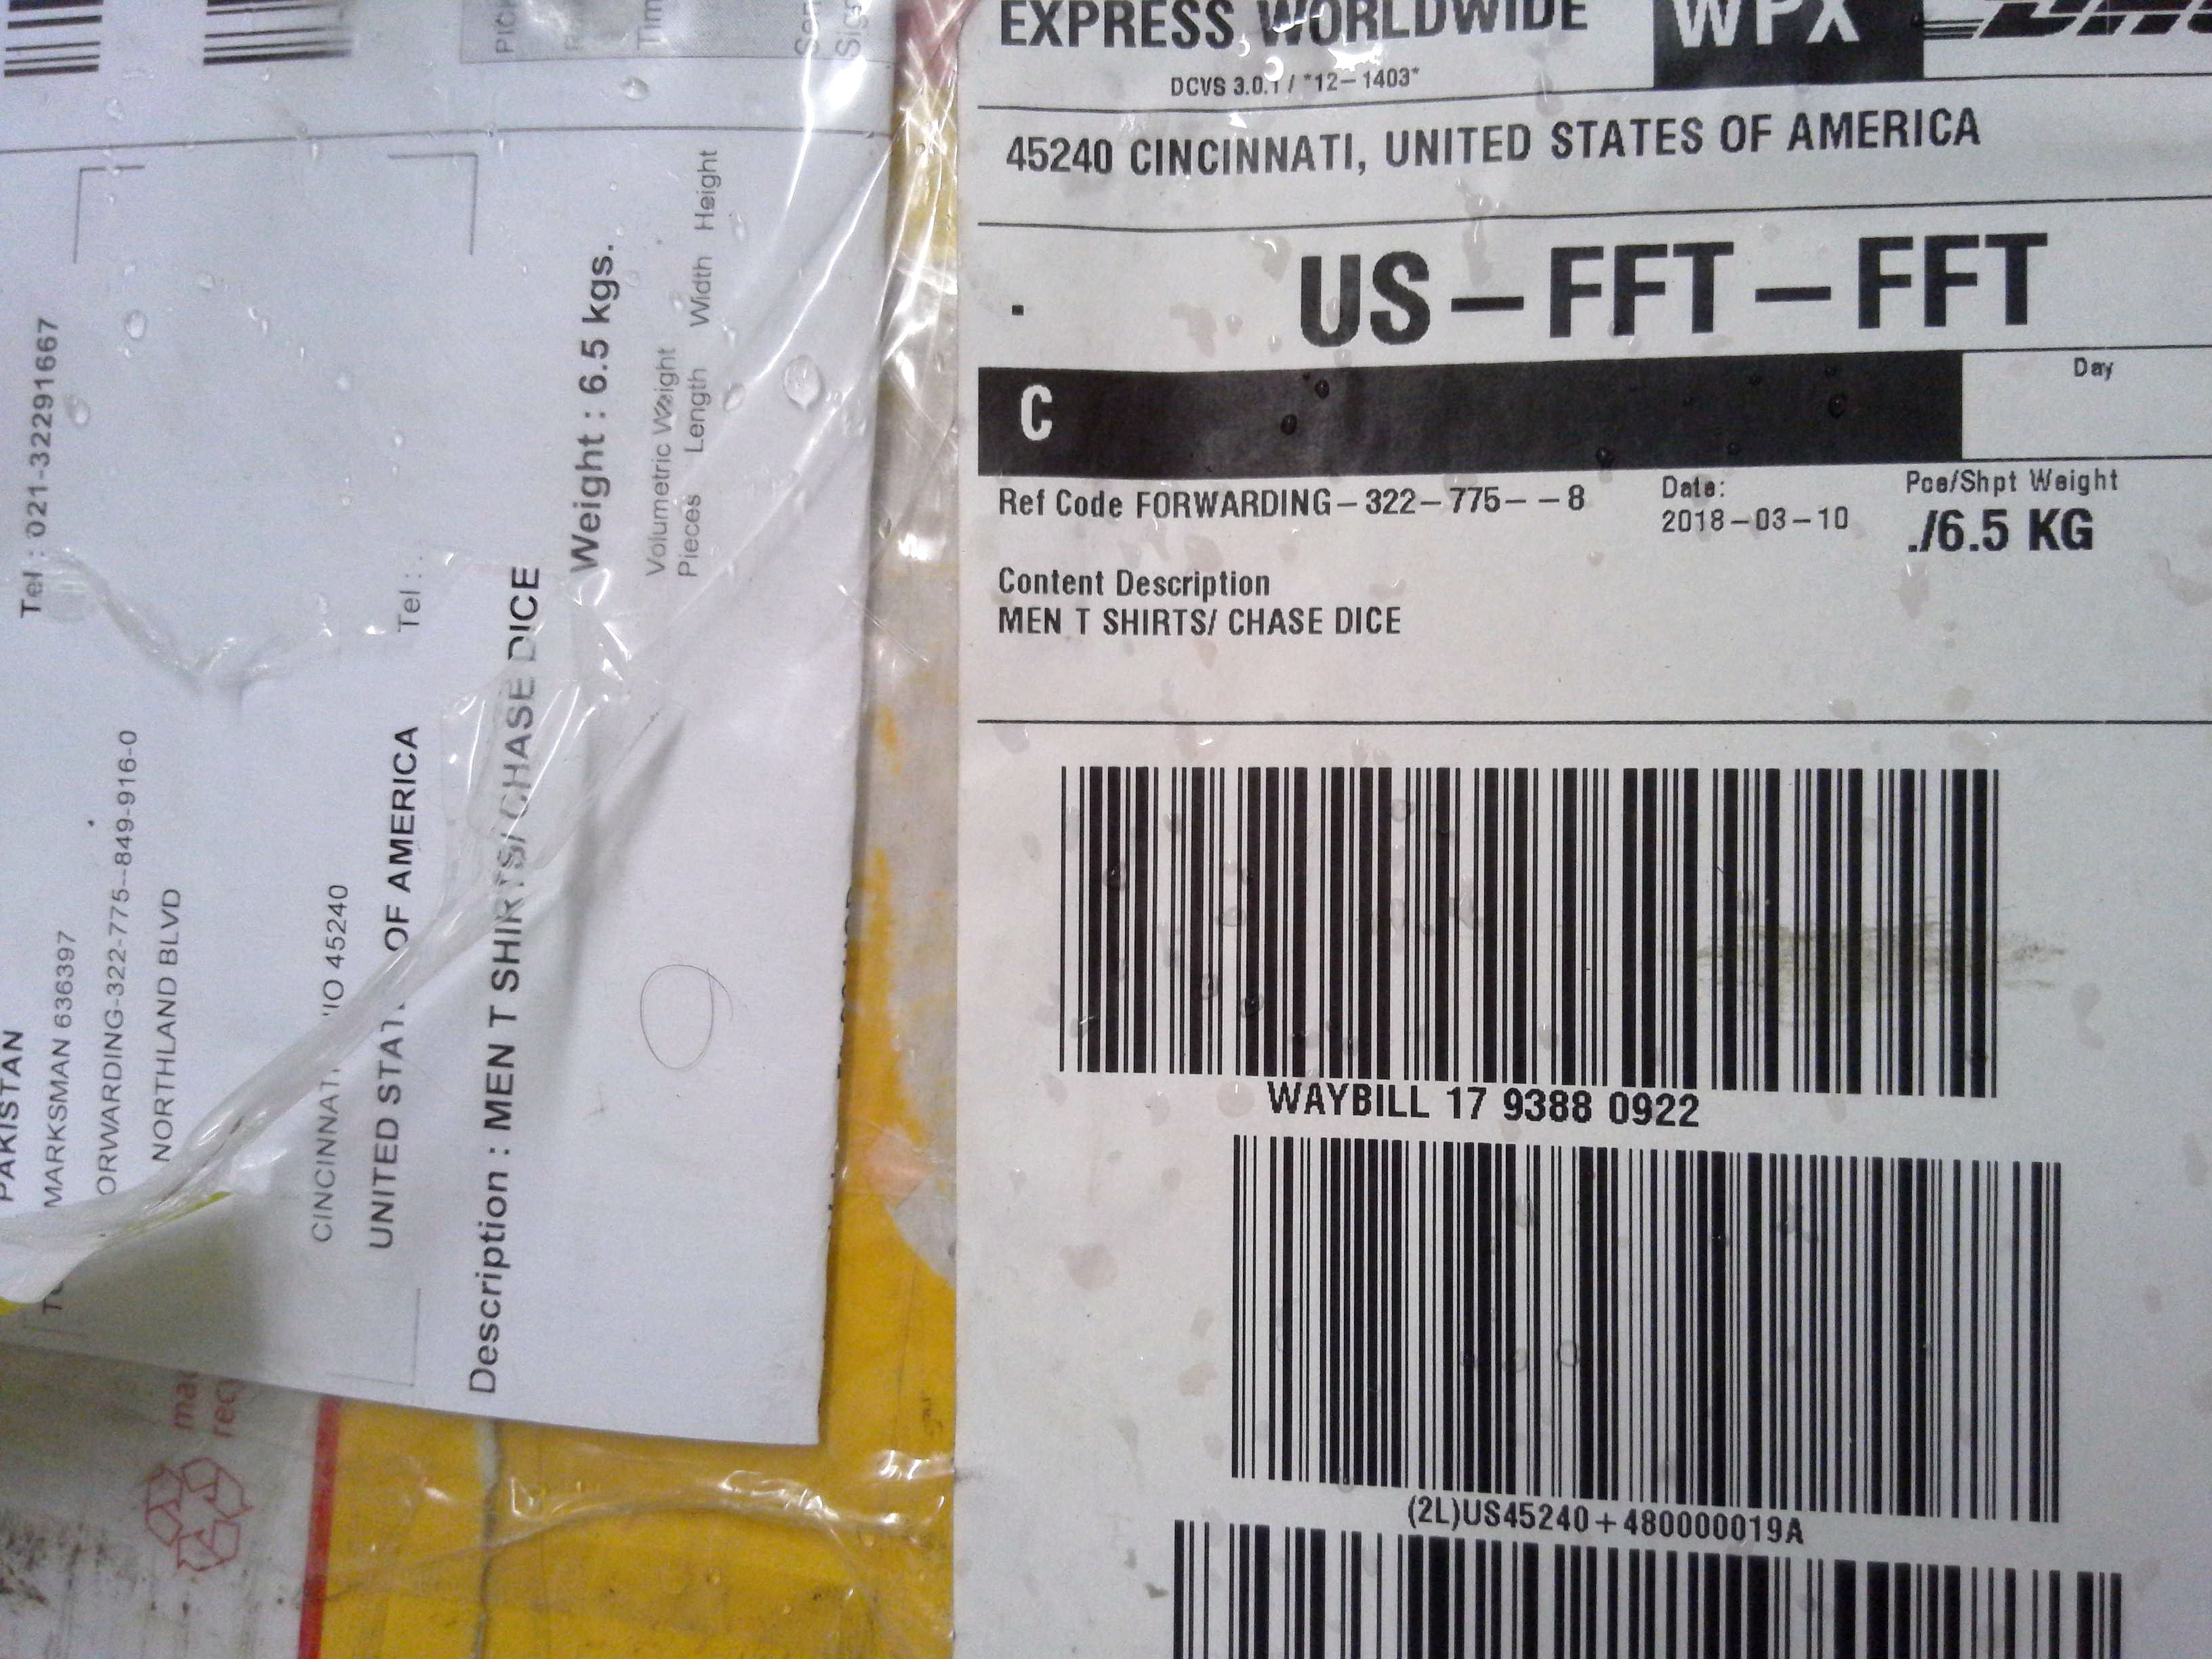 EXPRESS WORLDWIDE
WPX
DCVS 3.0.1 / *12-1403*
45240 CINCINNATI, UNITED STATES OF AMERICA
US-FFT-FFT
C
Day
Ref Code FORWARDING-322-775--8
Date:
2018-03-10
Pce/Shpt Weight
./6.5 KG
Content Description
MEN T SHIRTS/ CHASE DICE
WAYBILL 17 9388 0922
(2L)US45240+480000019A
PAKISTAN
Tel : 021-32291667
MARKSMAN 636397
ORWARDING-322-775--849-916-0
NORTHLAND BLVD
CINCINNATI 45240
UNITED OF AMERICA
Tel : .
Description : MEN T SHIRTS/ CHASE DICE
Weight : 6.5 kgs.
Volumetric Weight
Pieces Length Width Height